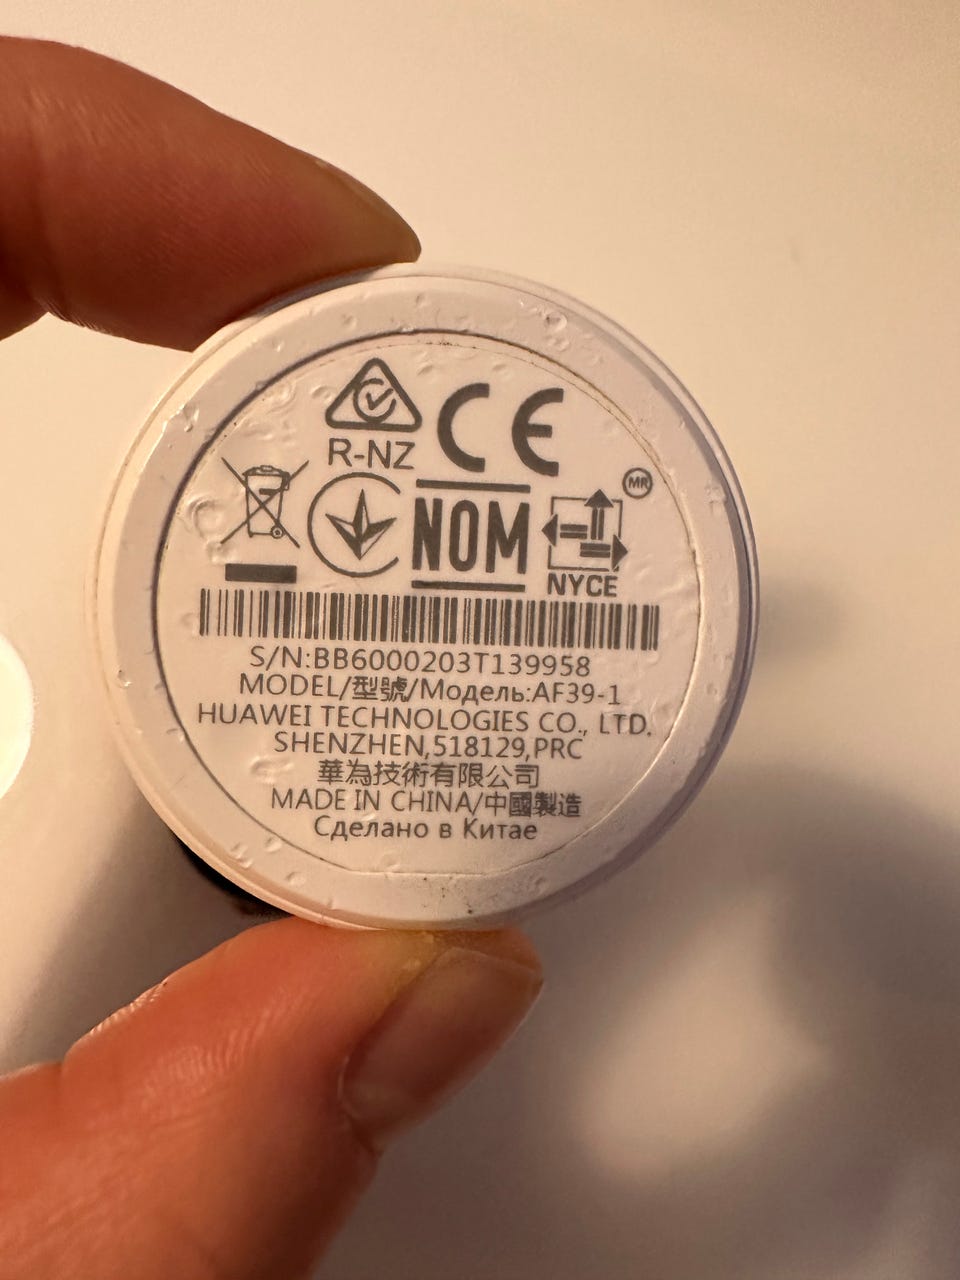 R-NZ
CE
NOM
MR
NYCE
S/N:BB6000203T139958
MODEL/型號/Модель:AF39-1
HUAWEI TECHNOLOGIES CO., LTD.
SHENZHEN,518129,PRC
華為技術有限公司
MADE IN CHINA/中國製造
Сделано в Китае